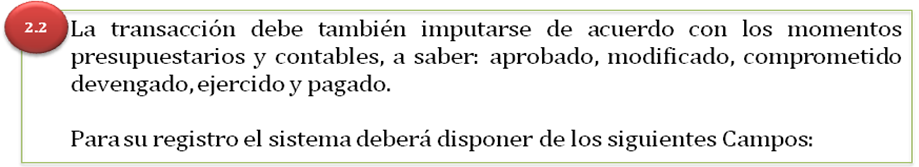 2.2
La transacción debe también imputarse de acuerdo con los momentos
presupuestarios y contables, a saber: aprobado, modificado, comprometido
devengado, ejercido y pagado.
Para su registro el sistema deberá disponer de los siguientes Campos: